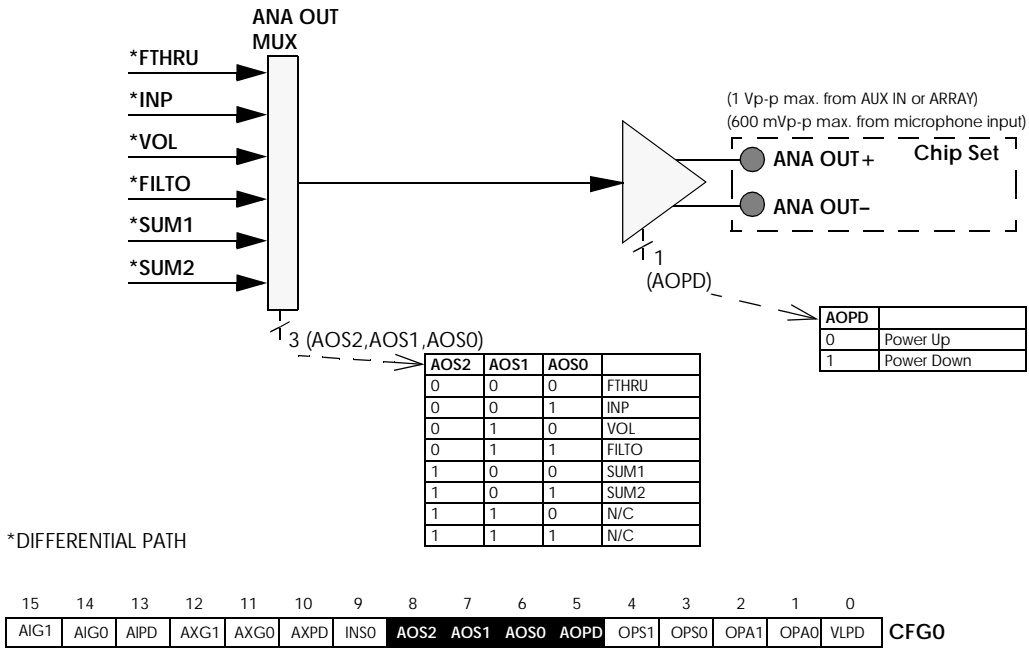 ANA OUT
MUX
*FTHRU
*INP
*VOL
*FILTO
*SUM1
*SUM2
(1 Vp-p max. from AUX IN or ARRAY)
(600 mVp-p max. from microphone input)
Chip Set
ANA OUT+
ANA OUT–
1
(AOPD)
3 (AOS2,AOS1,AOS0)
AOPD
0 Power Up
1 Power Down
AOS2 AOS1 AOS0
0 0 0 FTHRU
0 0 1 INP
0 1 0 VOL
0 1 1 FILTO
1 0 0 SUM1
1 0 1 SUM2
1 1 0 N/C
1 1 1 N/C
*DIFFERENTIAL PATH
15 14 13 12 11 10 9 8 7 6 5 4 3 2 1 0
AIG1 AIG0 AIPD AXG1 AXG0 AXPD INS0 AOS2 AOS1 AOS0 AOPD OPS1 OPS0 OPA1 OPA0 VLPD CFG0